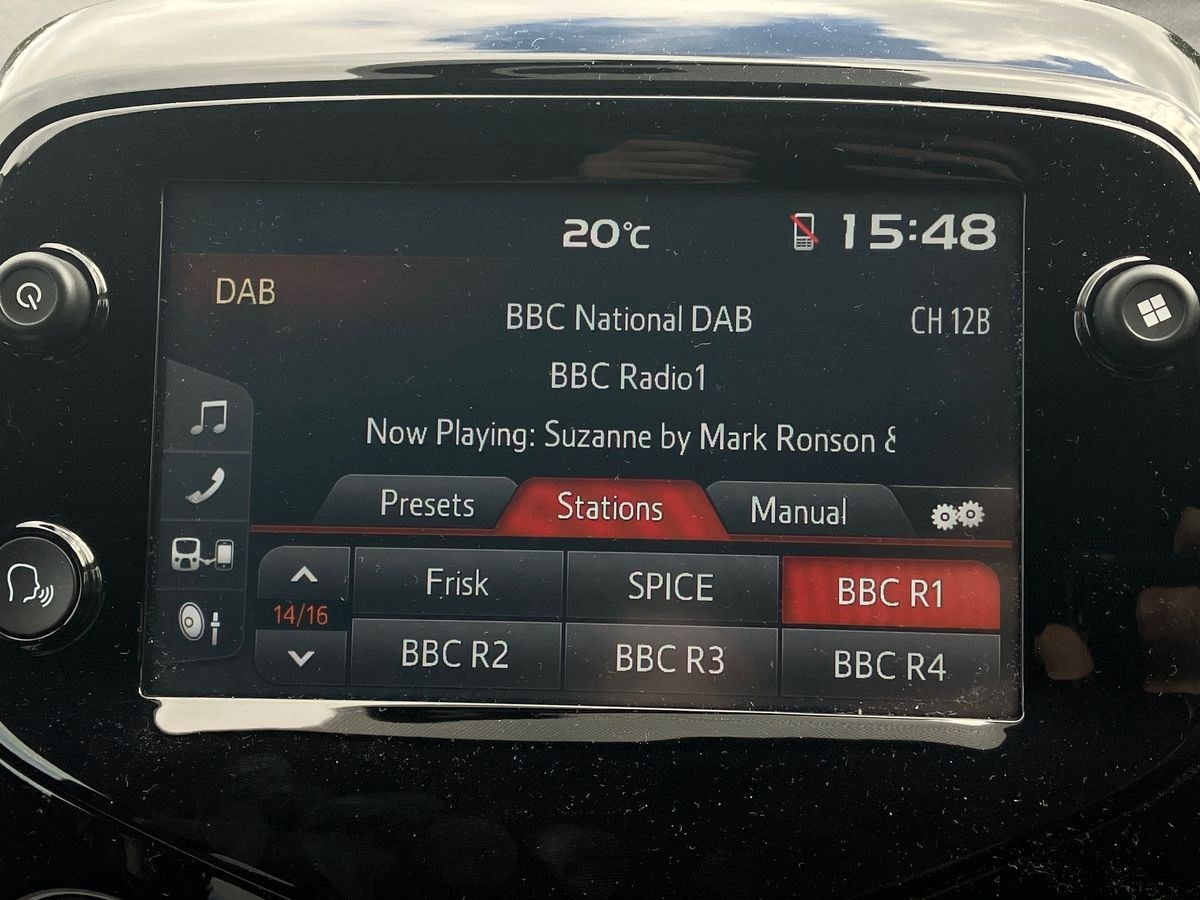 20°C 15:48
DAB
BBC National DAB CH 12B
BBC Radio1
Now Playing: Suzanne by Mark Ronson &
Presets Stations Manual
Frisk SPICE BBC R1
14/16
BBC R2 BBC R3 BBC R4